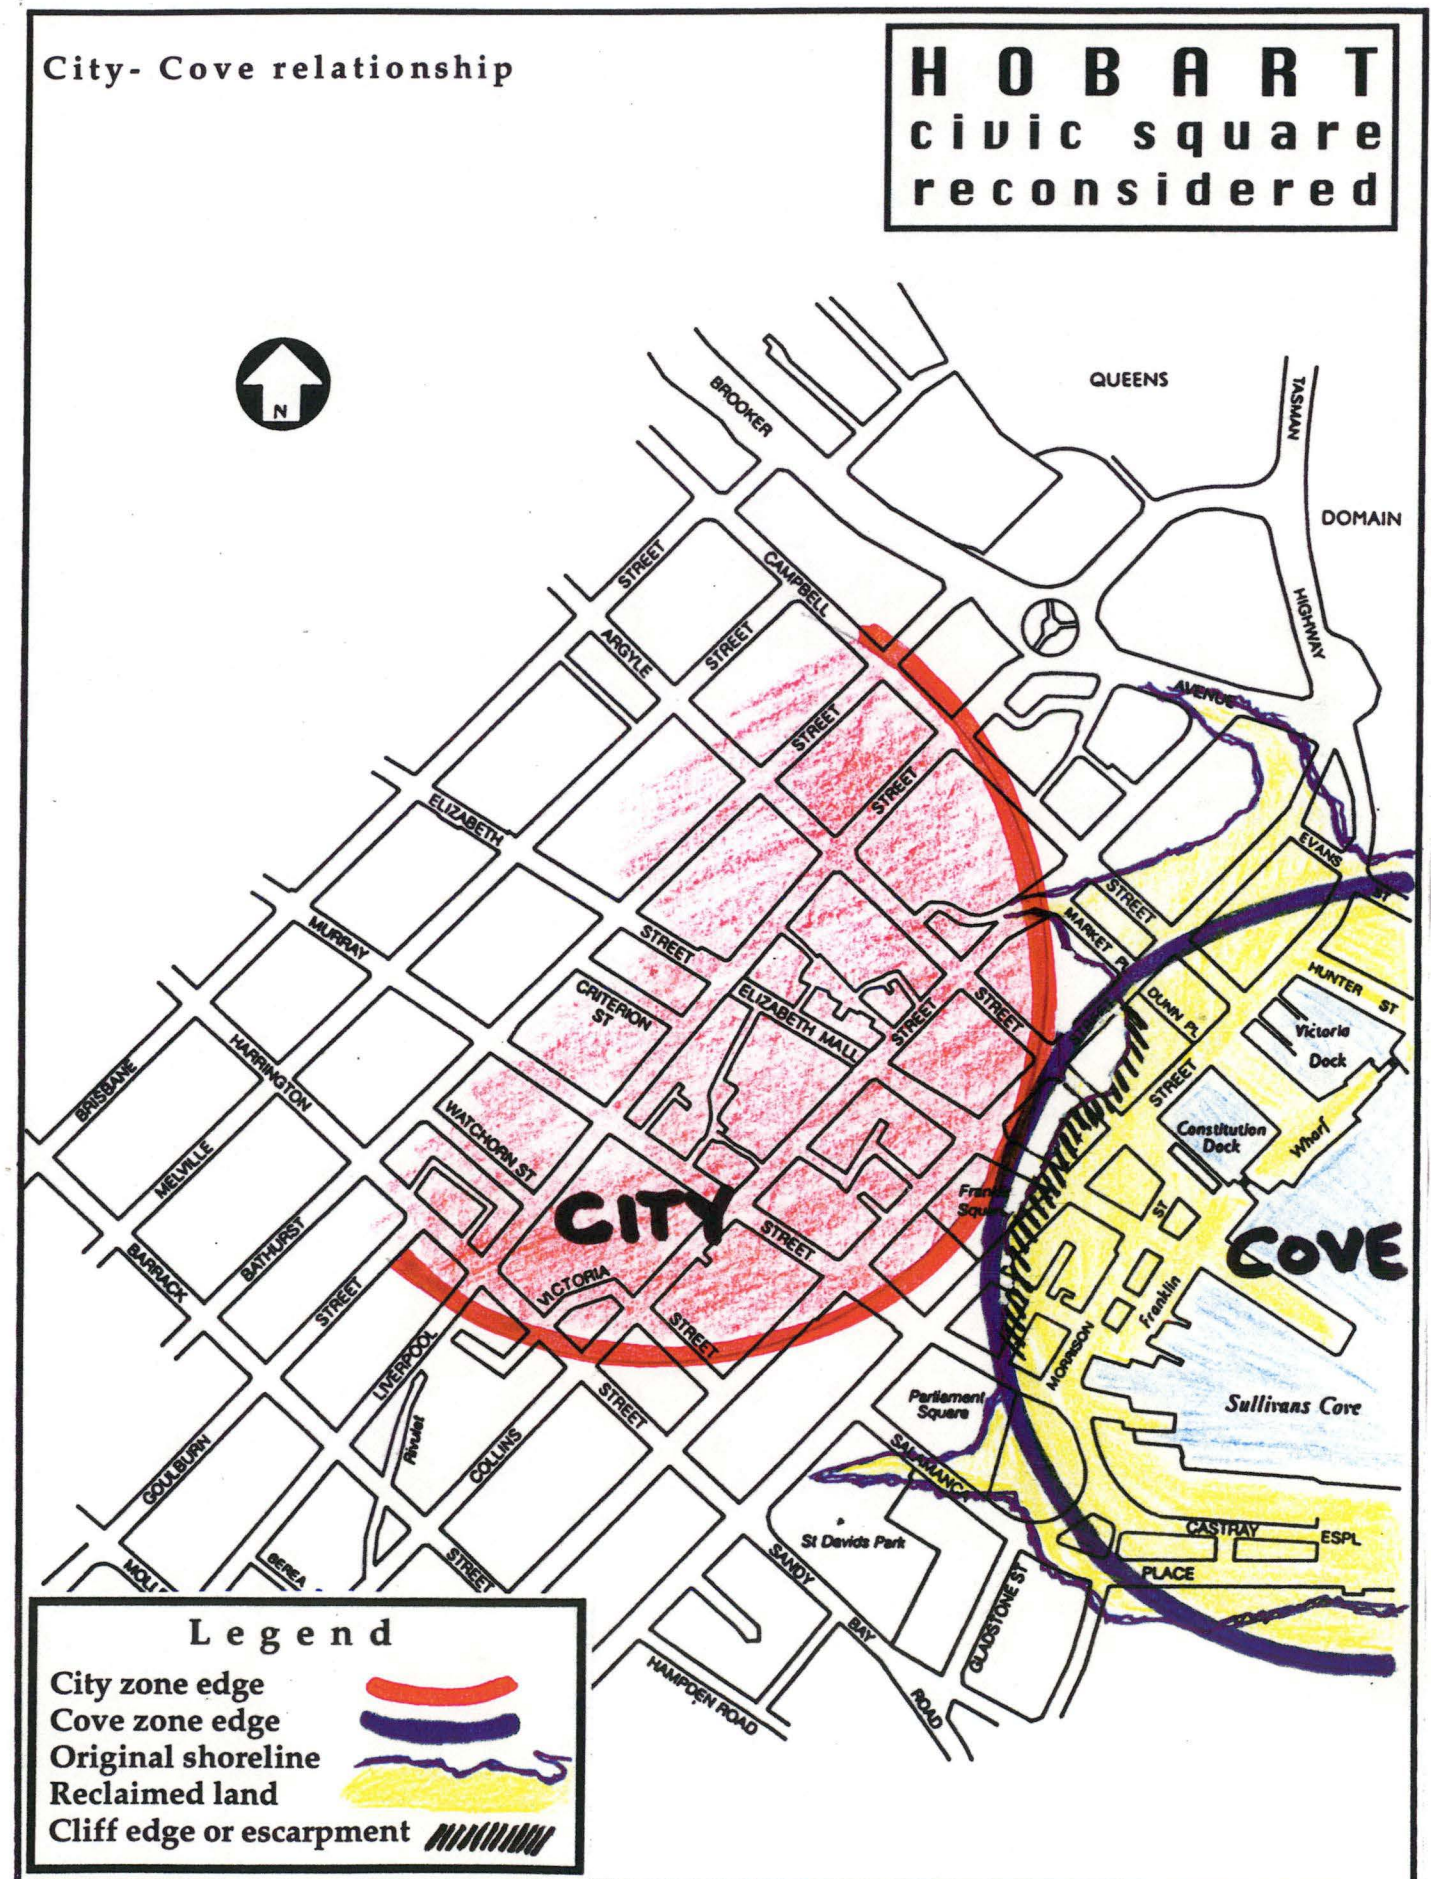 City- Cove relationship
HOBART
civic square
reconsidered
N
QUEENS
TASMAN
DOMAIN
HIGHWAY
BROOKER
CAMPBELL
STREET
STREET
ARGYLE
STREET
STREET
AVENUE
ELIZABETH
EVANS
ST
STREET
MARKET PL
MURRAY
STREET
CRITERION
ST
ELIZABETH MALL
STREET
STREET
DUNN PL
HUNTER ST
Victoria
Dock
STREET
HARRINGTON
BRISBANE
WATCHORN ST
Constitution
Dock
Wharf
MELVILLE
Square
ST
CITY
STREET
COVE
BARRACK
BATHURST
STREET
VICTORIA
STREET
Franklin
MORRISON
LIVERPOOL
Rivulet
STREET
Parliament
Square
Sullivans Cove
GOULBURN
COLLINS
SALAMANCA
St Davids Park
CASTRAY
ESPL
PLACE
BEREA
STREET
SANDY
BAY
ROAD
GLADSTONE ST
HAMPDEN ROAD
Legend
City zone edge
Cove zone edge
Original shoreline
Reclaimed land
Cliff edge or escarpment